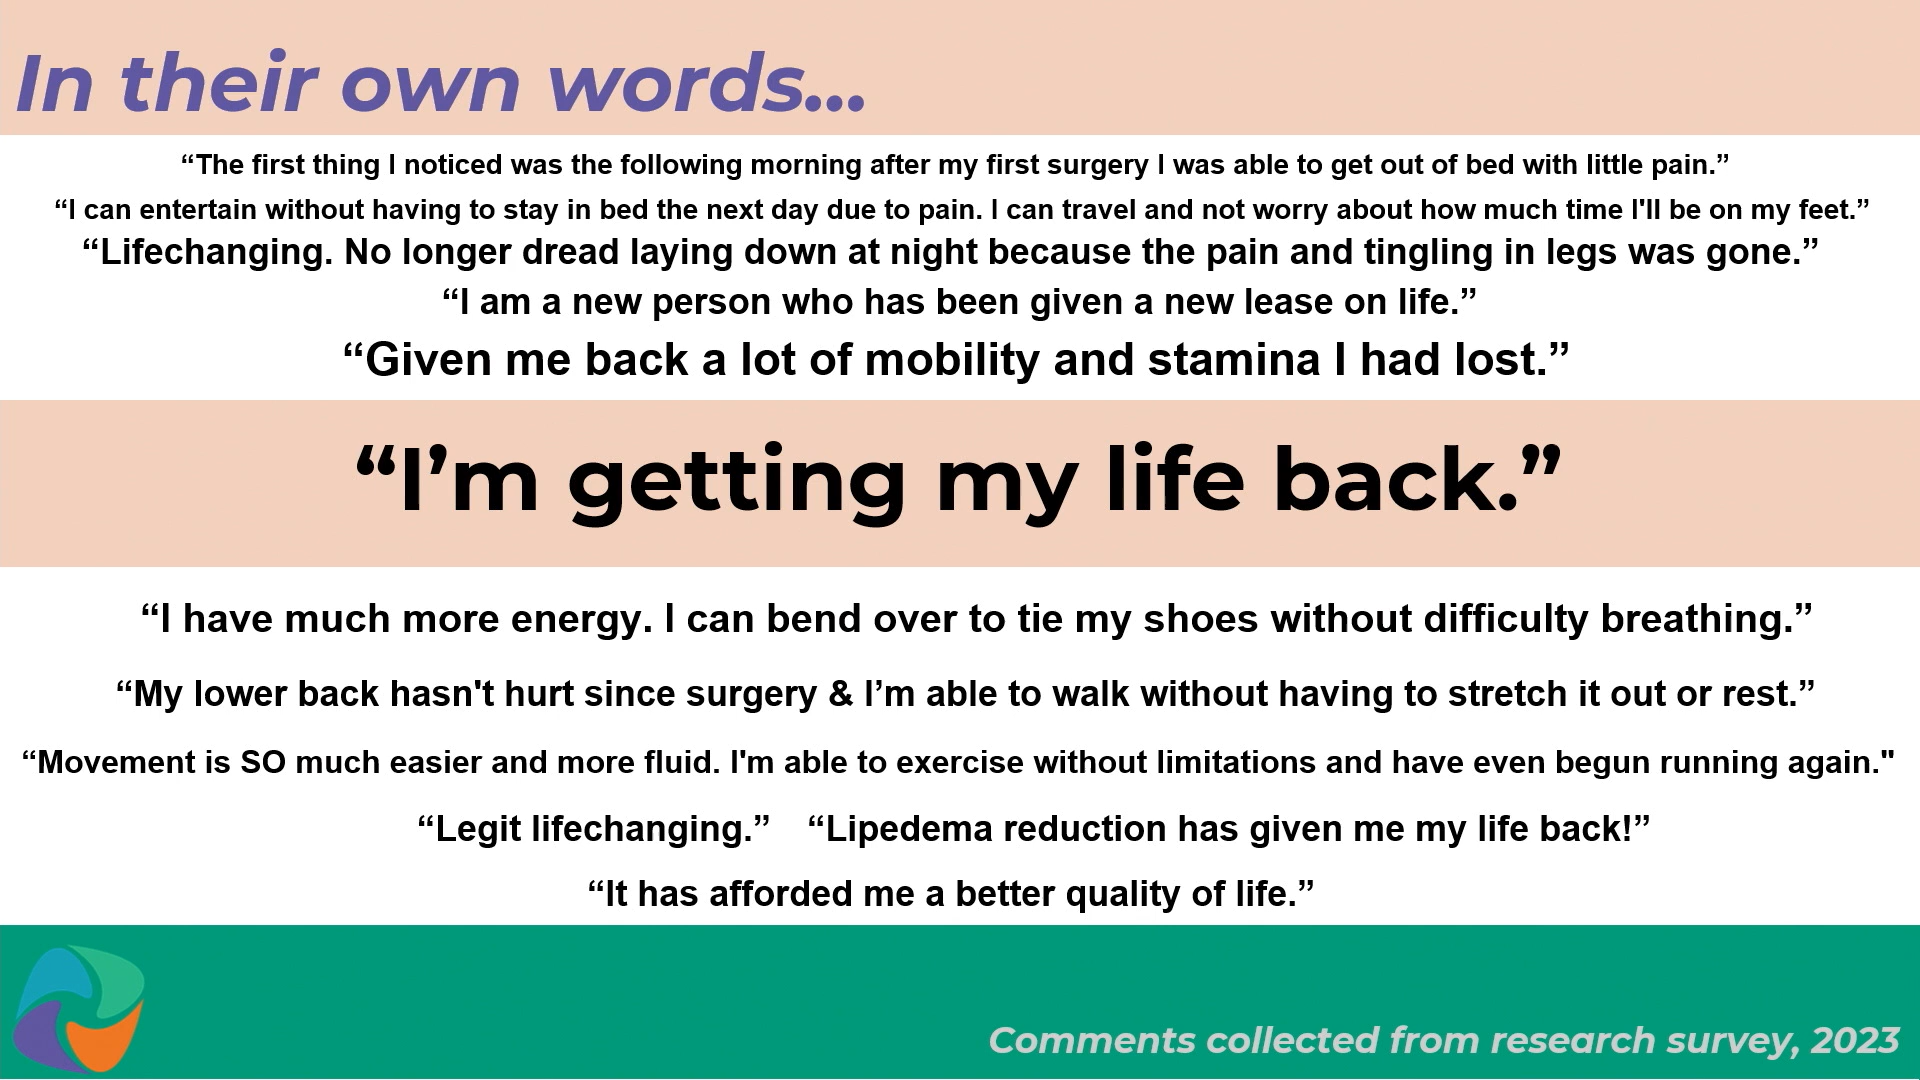 In their own words...
“The first thing I noticed was the following morning after my first surgery I was able to get out of bed with little pain.”
“I can entertain without having to stay in bed the next day due to pain. I can travel and not worry about how much time I'll be on my feet.”
“Lifechanging. No longer dread laying down at night because the pain and tingling in legs was gone.”
“I am a new person who has been given a new lease on life.”
“Given me back a lot of mobility and stamina I had lost.”
“I’m getting my life back.”
“I have much more energy. I can bend over to tie my shoes without difficulty breathing.”
“My lower back hasn't hurt since surgery & I’m able to walk without having to stretch it out or rest.”
“Movement is SO much easier and more fluid. I'm able to exercise without limitations and have even begun running again."
“Legit lifechanging.” “Lipedema reduction has given me my life back!”
“It has afforded me a better quality of life.”
Comments collected from research survey, 2023